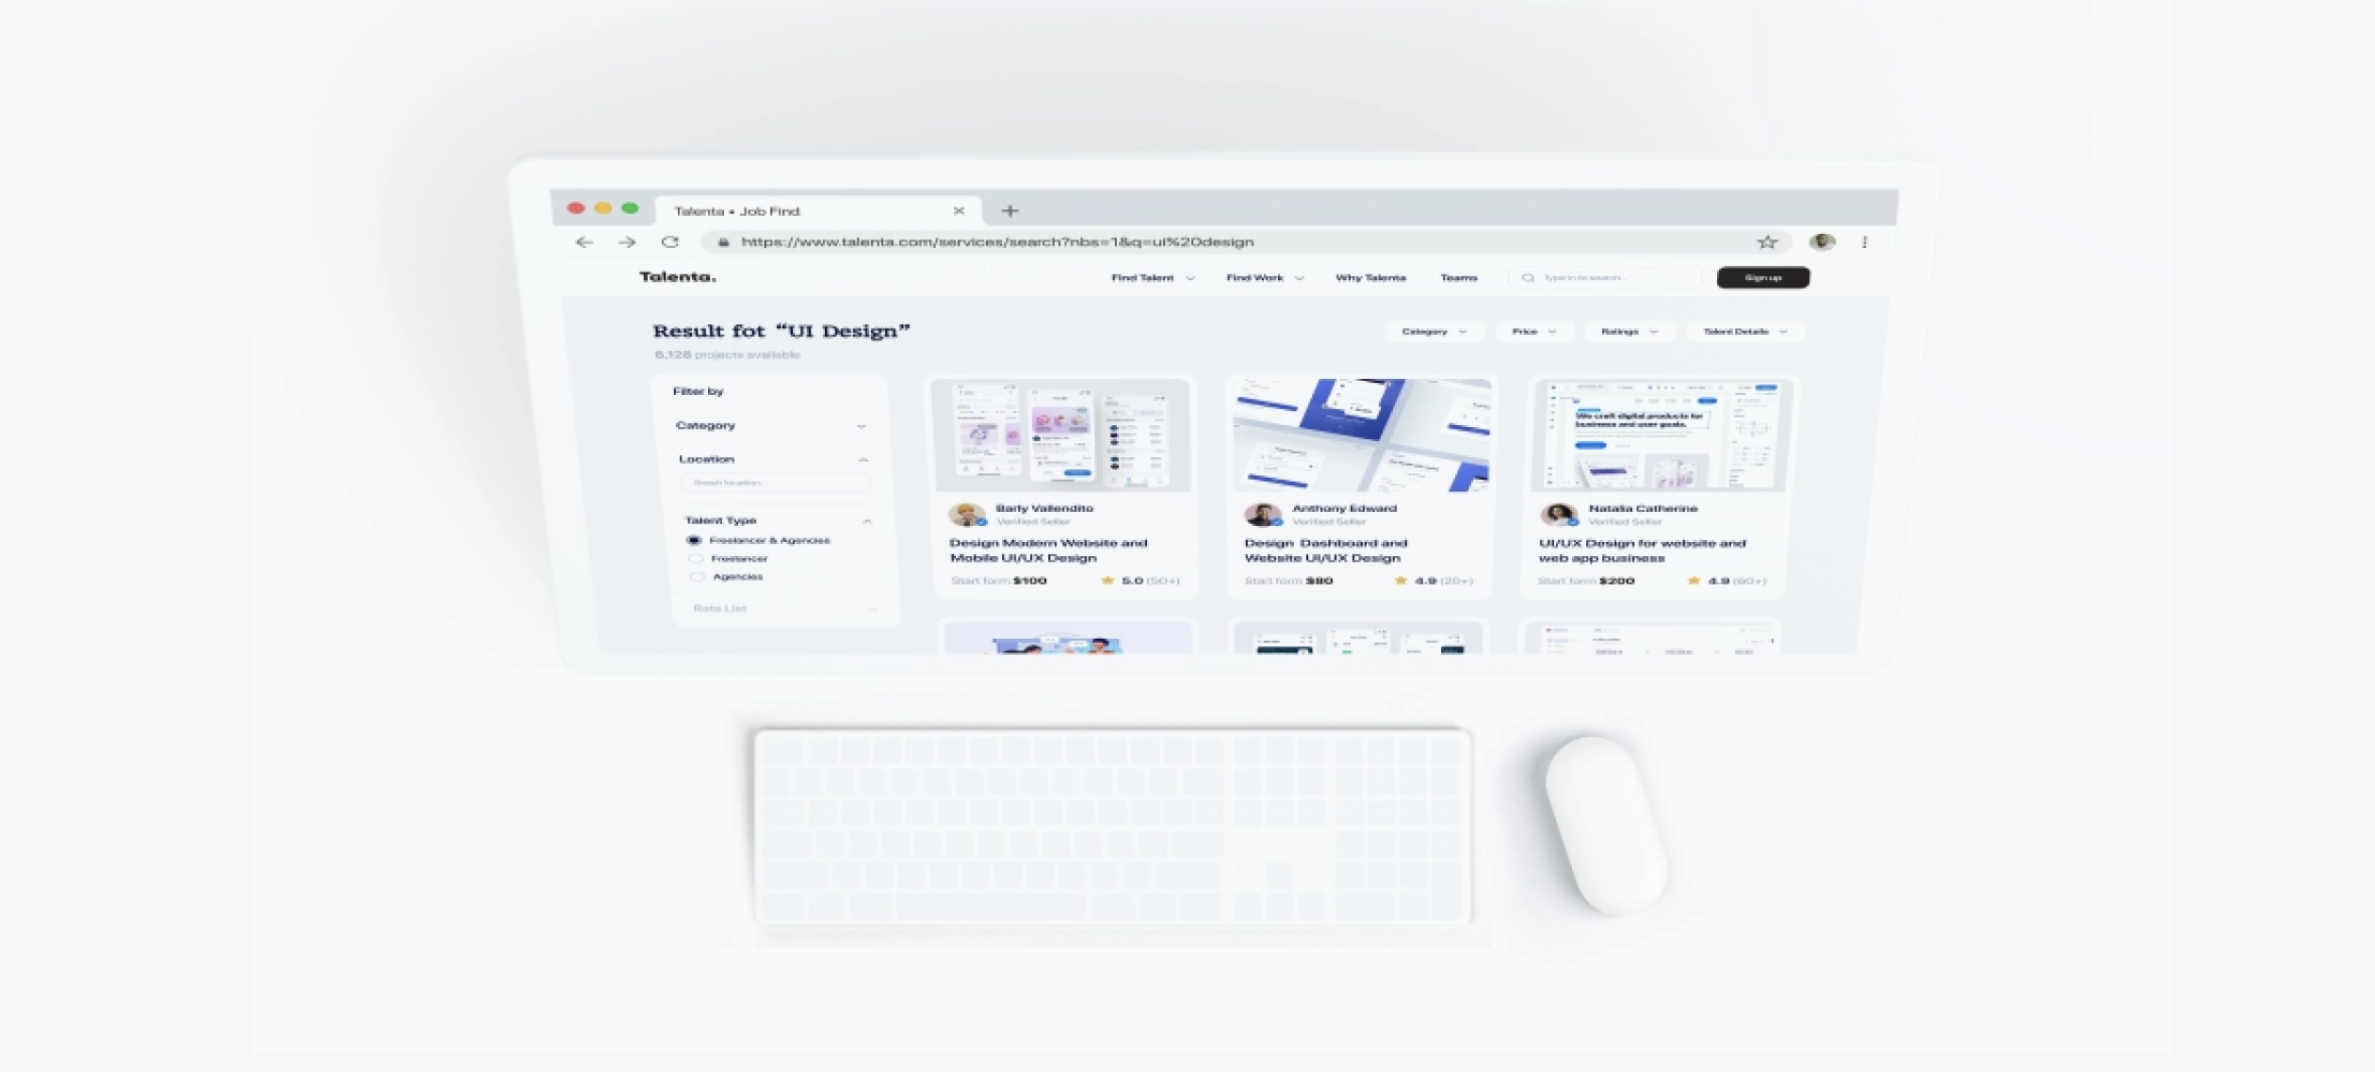 Talenta • Job Find
https://www.talenta.com/services/search?nbs=1&q=ui%20design
Talenta.
Find Talent
Find Work
Why Talenta
Teams
Type in to search..
Sign up
Result fot “UI Design”
projects available
Category
Price
Ratings
Talent Details
Filter by
Category
Location
Search location...
Talent Type
Freelancer & Agencies
Freelancer
Agencies
Rate List
We craft digital products for
business and user goals.
Barly Vallendito
Verified Seller
Design Modern Website and
Mobile UI/UX Design
Start form $100
5.0 (50+)
Anthony Edward
Verified Seller
Design Dashboard and
Website UI/UX Design
Start form $80
4.9 (20+)
Natalia Catherine
Verified Seller
UI/UX Design for website and
web app business
Start form $200
4.9